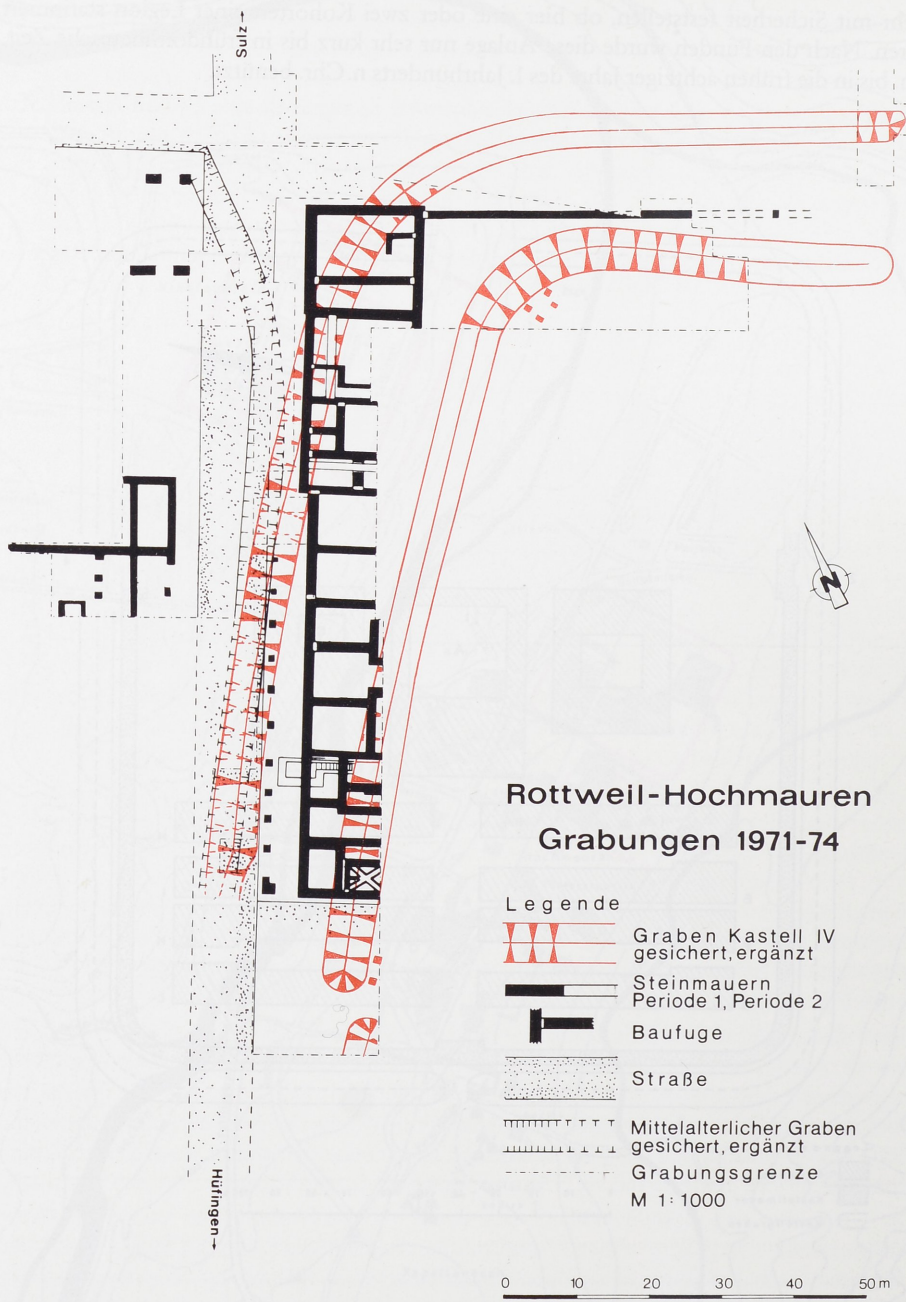 Sulz→
N
Rottweil-Hochmauren
Grabungen 1971-74
Legende
Graben Kastell IV
gesichert, ergänzt
Steinmauern
Periode 1, Periode 2
Baufuge
Straße
Mittelalterlicher Graben
gesichert, ergänzt
Grabungsgrenze
M 1:1000
Hüfingen→
0 10 20 30 40 50 m